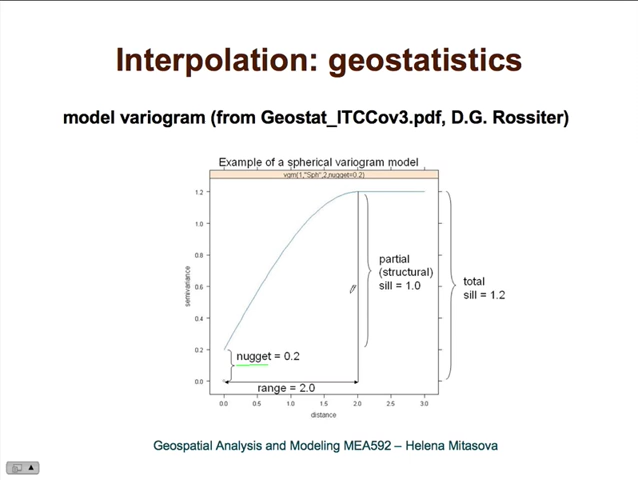 Interpolation: geostatistics
model variogram (from Geostat_ITCCov3.pdf, D.G. Rossiter)
Example of a spherical variogram model
vgm(1,"Sph",2,nugget=0.2)
1.2
1.0
0.8
0.6
0.4
0.2
0.0
semivariance
partial
(structural)
sill = 1.0
total
sill = 1.2
nugget = 0.2
range = 2.0
0.0 0.5 1.0 1.5 2.0 2.5 3.0
distance
Geospatial Analysis and Modeling MEA592 – Helena Mitasova